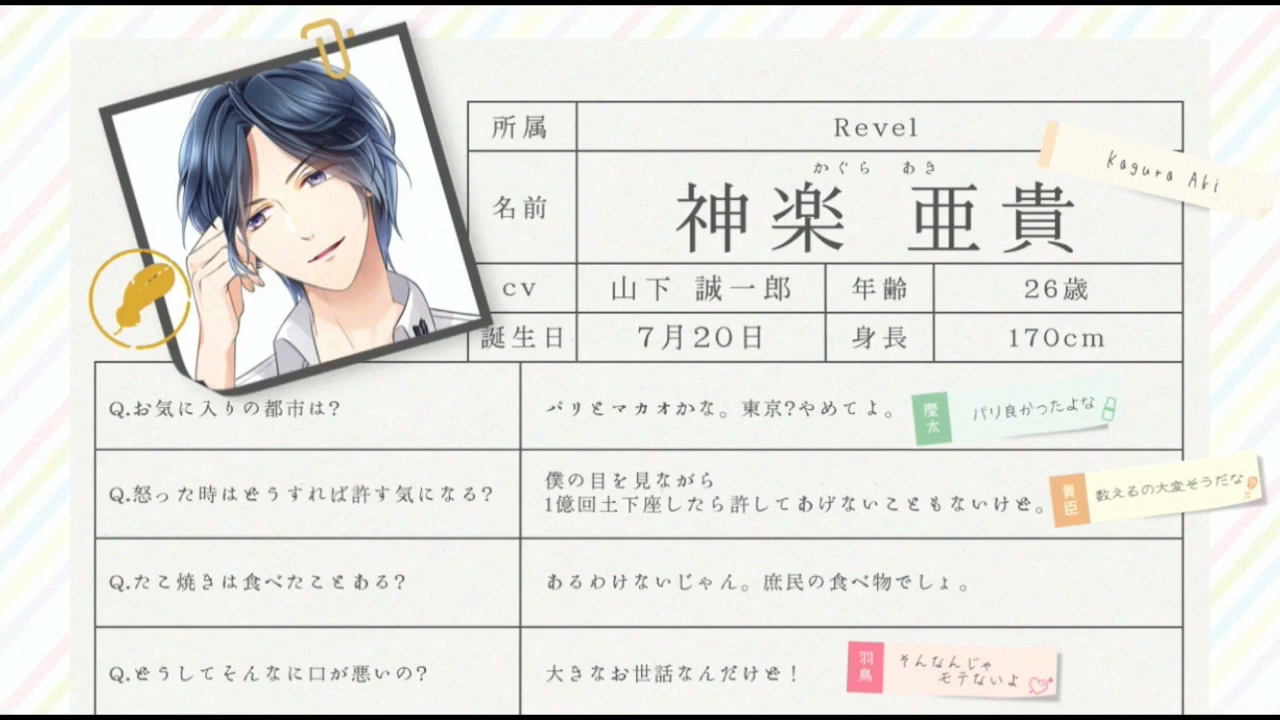 所属 Revel
Kagura Aki
かぐら あき
名前 神楽 亜貴
cv 山下 誠一郎 年齢 26歳
誕生日 7月20日 身長 170cm
Q.お気に入りの都市は? パリとマカオかな。東京?やめてよ。
慶太 パリ良かったよな
Q.怒った時はどうすれば許す気になる? 僕の目を見ながら
1億回土下座したら許してあげないこともないけど。
貴臣 数えるの大変そうだな
Q.たこ焼きは食べたことある? あるわけないじゃん。庶民の食べ物でしょ。
Q.どうしてそんなに口が悪いの? 大きなお世話なんだけど!
羽鳥 そんなんじゃ
モテないよ